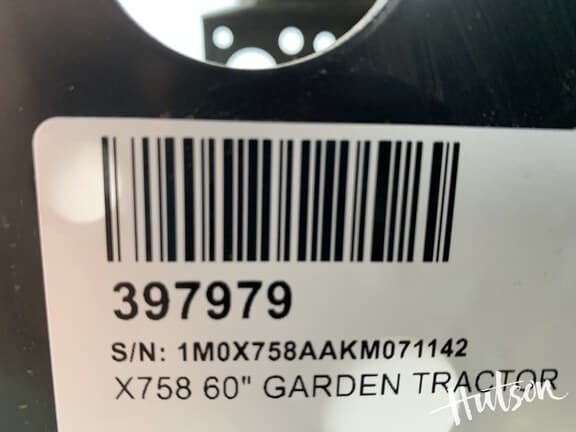 397979
S/N: 1M0X758AAKM071142
X758 60" GARDEN TRACTOR
Hutson